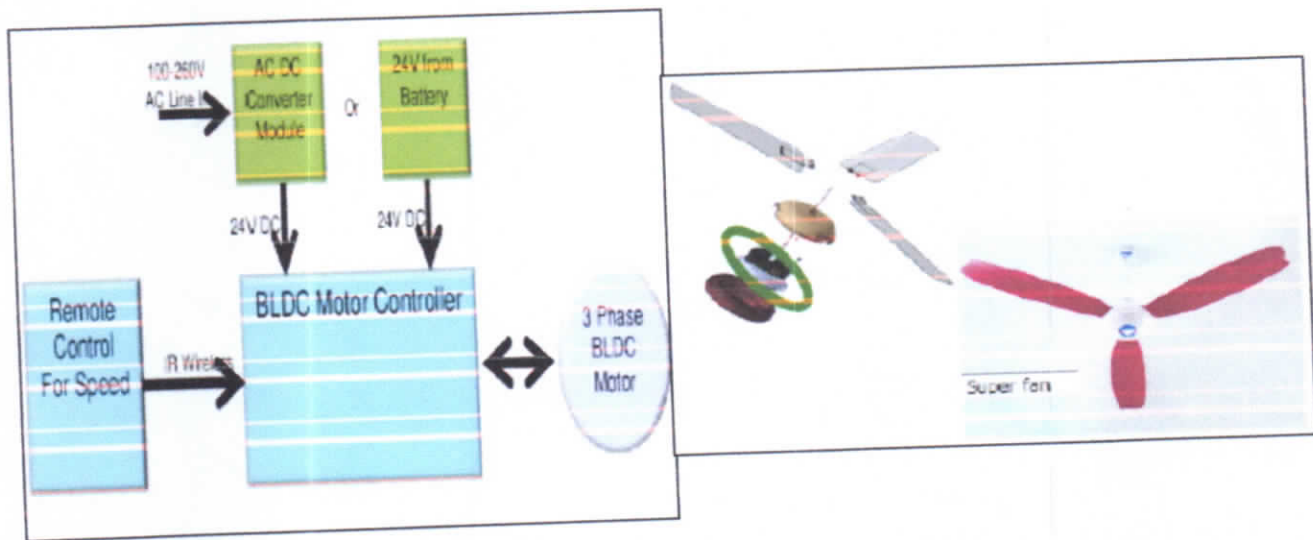 100-260V
AC Line I
AC DC
Converter
Module
Or
24V from
Battery
24V DC
24V DC
Remote
Control
For Speed
IR Wireless
BLDC Motor Controller
3 Phase
BLDC
Motor
Super fan